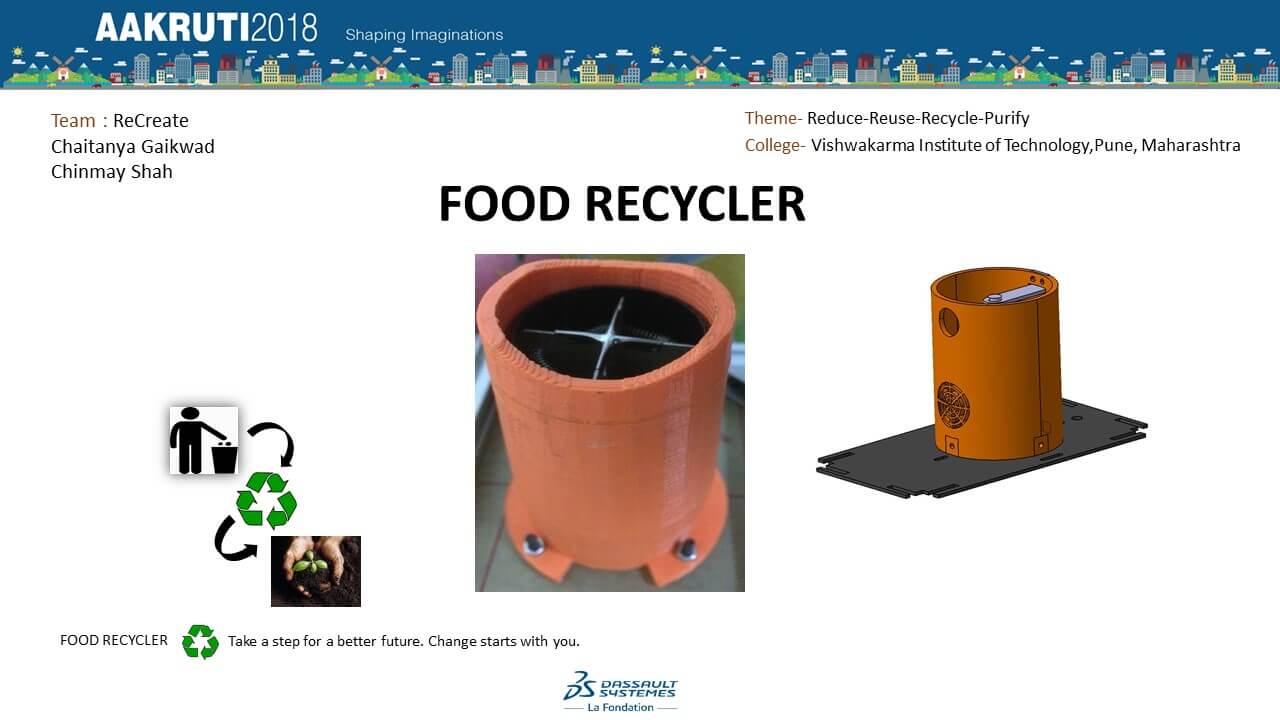 AAKRUTI2018 Shaping Imaginations
Team : ReCreate
Chaitanya Gaikwad
Chinmay Shah
Theme- Reduce-Reuse-Recycle-Purify
College- Vishwakarma Institute of Technology,Pune, Maharashtra
FOOD RECYCLER
FOOD RECYCLER Take a step for a better future. Change starts with you.
DASSAULT
SYSTEMES
La Fondation